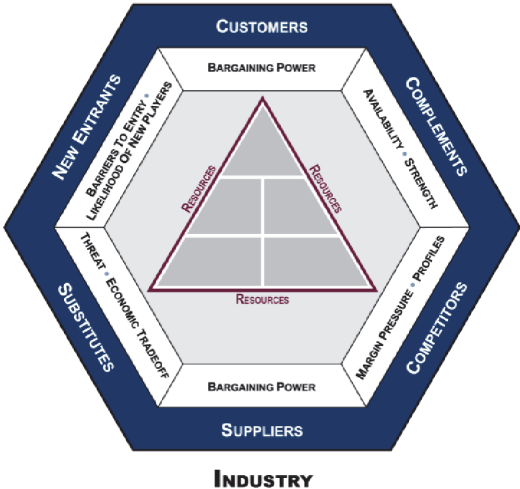 CUSTOMERS
BARGAINING POWER
NEW ENTRANTS
BARRIERS TO ENTRY •
LIKELIHOOD OF NEW PLAYERS
COMPLEMENTS
AVAILABILITY • STRENGTH
RESOURCES
RESOURCES
RESOURCES
SUBSTITUTES
THREAT • ECONOMIC TRADEOFF
MARGIN PRESSURE • PROFILES
COMPETITORS
BARGAINING POWER
SUPPLIERS
INDUSTRY